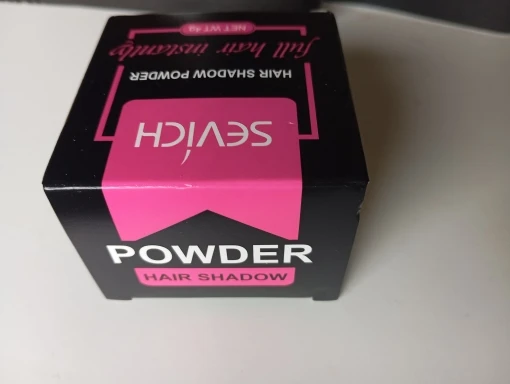 SEVICH
HAIR SHADOW POWDER
full hair instantly
NET WT 4g
POWDER
HAIR SHADOW